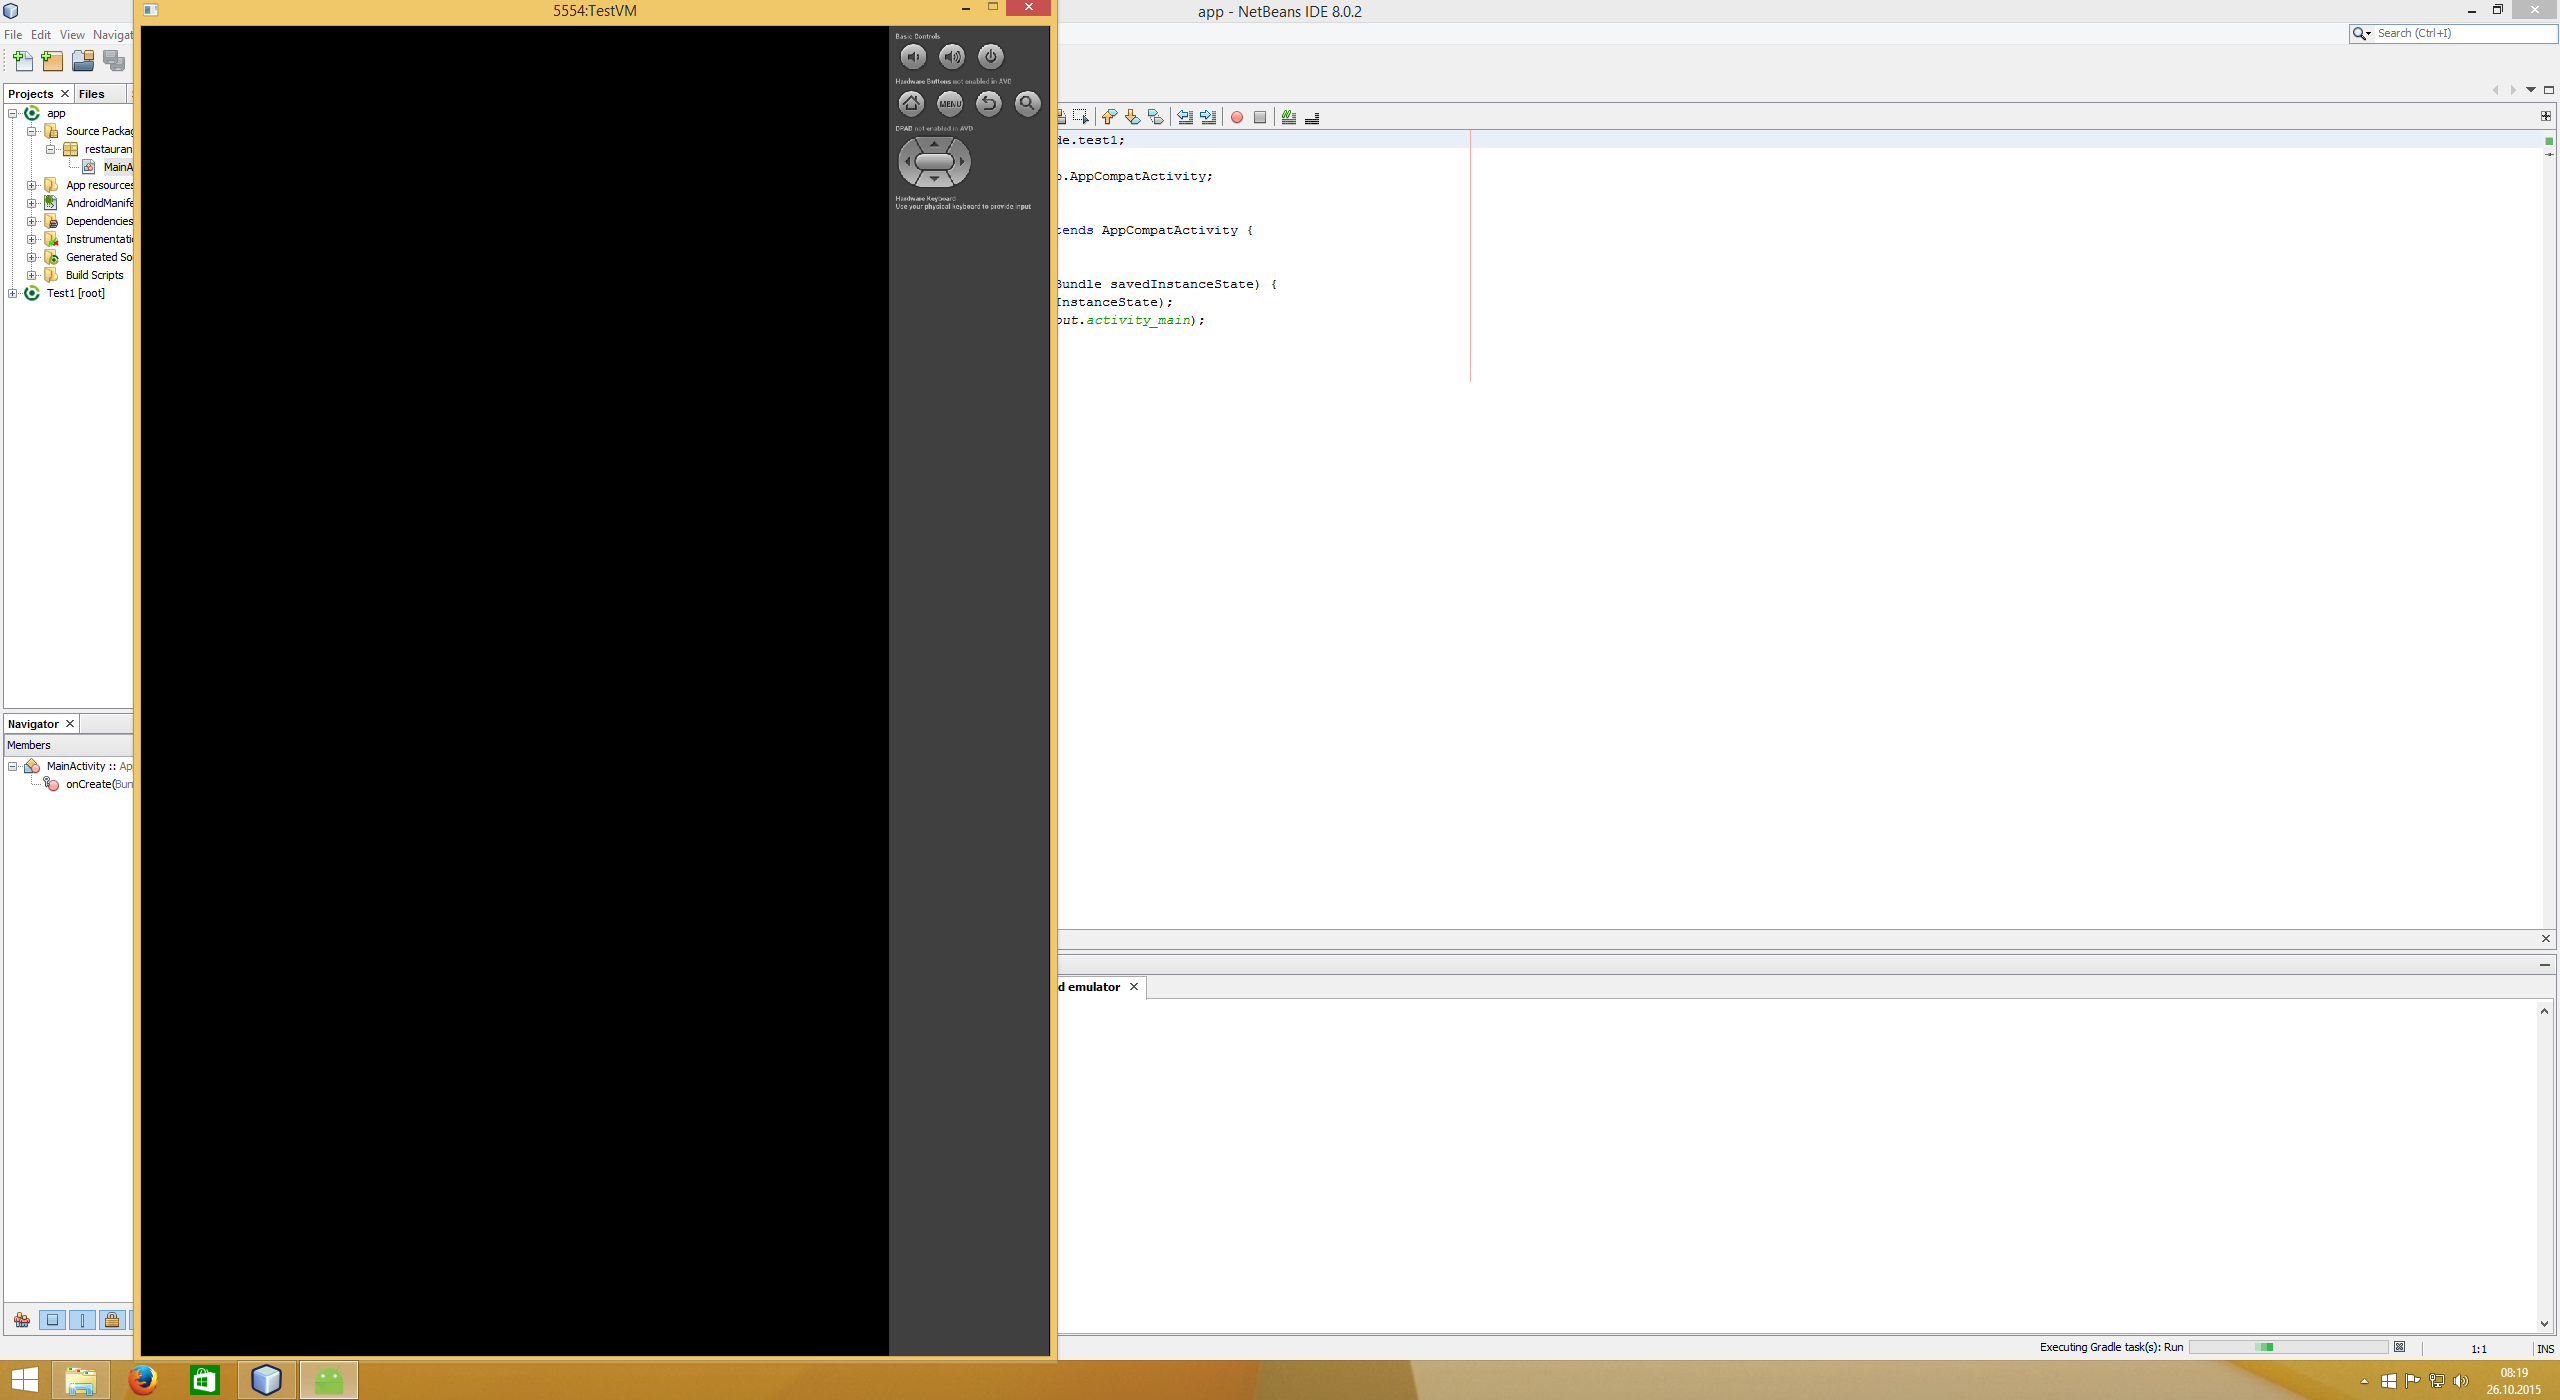 5554:TestVM
app - NetBeans IDE 8.0.2
File Edit View Navigat
Search (Ctrl+I)
Projects Files
app
Source Packag
restauran
MainA
App resources
AndroidManife
Dependencies
Instrumentati
Generated So
Build Scripts
Test1 [root]
Basic Controls
Hardware Buttons not enabled in AVD
MENU
DPAD not enabled in AVD
Hardware Keyboard
Use your physical keyboard to provide input
de.test1;
p.AppCompatActivity;
tends AppCompatActivity {
Bundle savedInstanceState) {
InstanceState);
out.activity_main);
Navigator
Members
MainActivity :: Ap
onCreate(Bun
d emulator
Executing Gradle task(s): Run
1:1
INS
08:19
26.10.2015